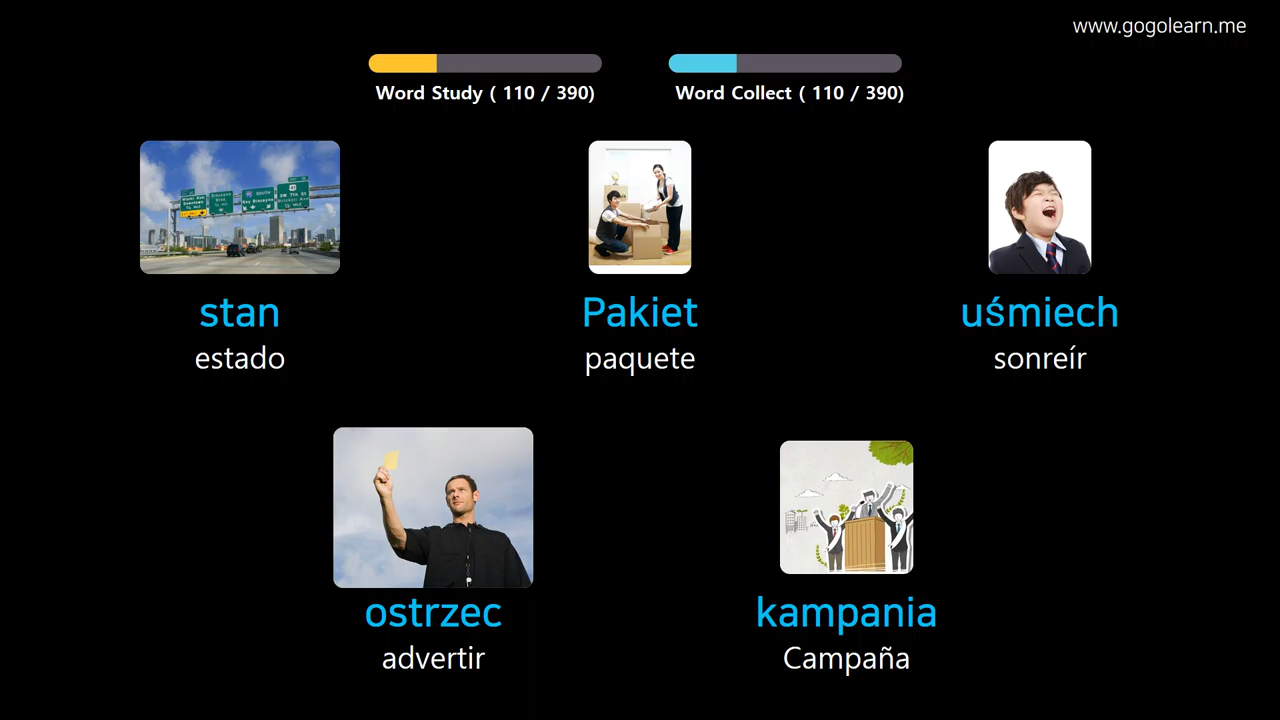 www.gogolearn.me
Word Study ( 110 / 390)
Word Collect ( 110 / 390)
stan
estado
Pakiet
paquete
uśmiech
sonreír
ostrzec
advertir
kampania
Campaña